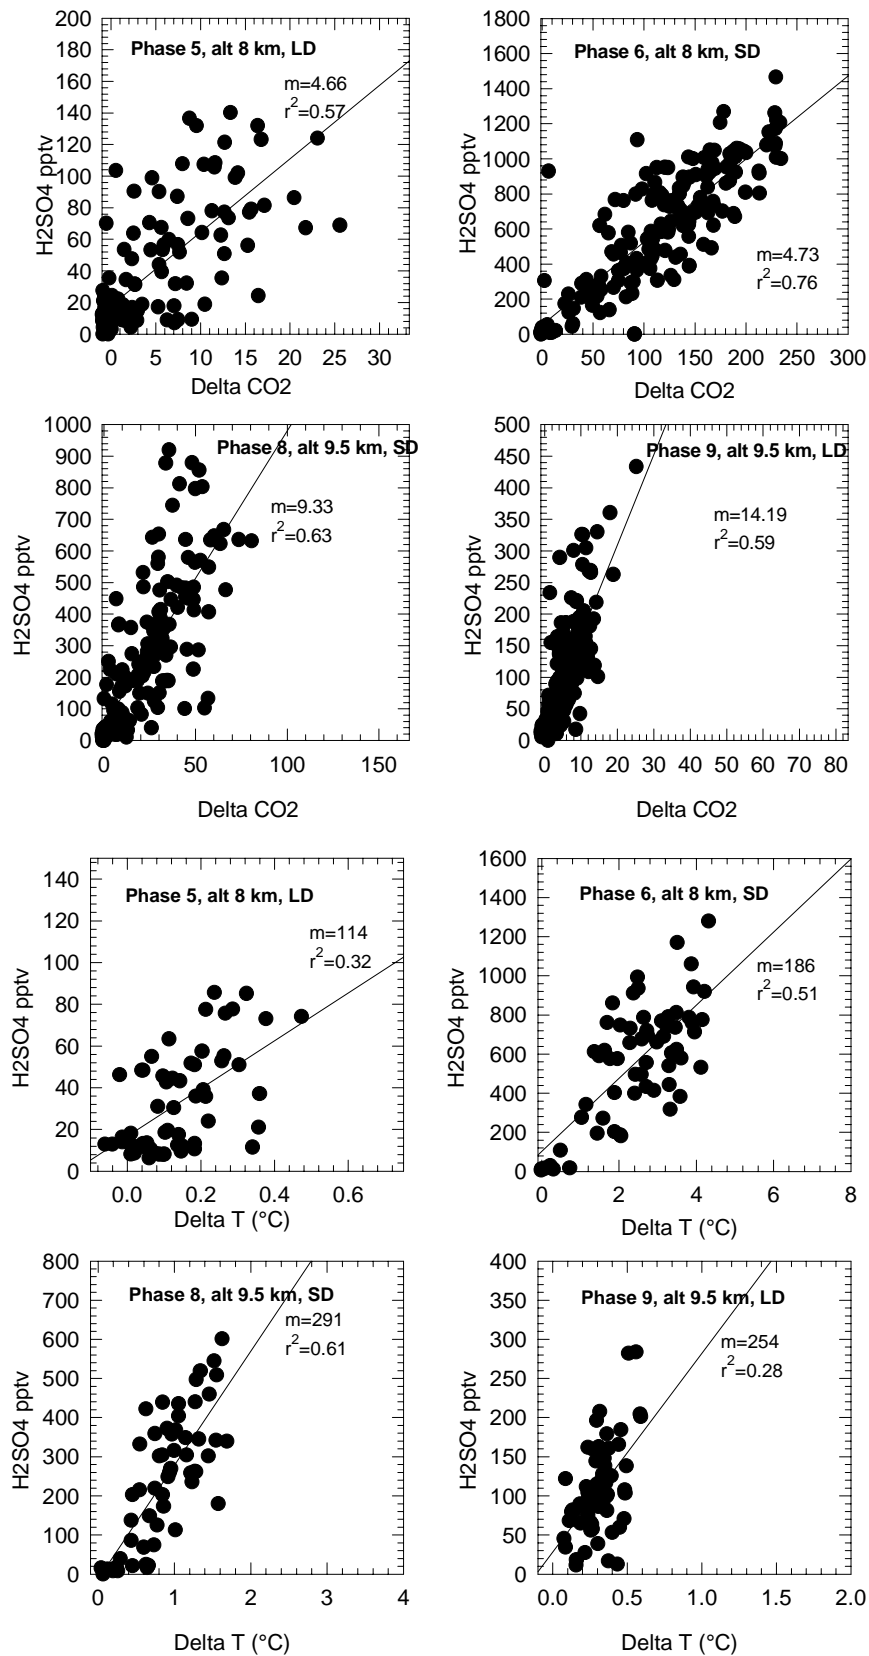 Phase 5, alt 8 km, LD
m=4.66
r2=0.57
H2SO4 pptv
200
180
160
140
120
100
80
60
40
20
0
0 5 10 15 20 25 30
Delta CO2
Phase 6, alt 8 km, SD
m=4.73
r2=0.76
H2SO4 pptv
1800
1600
1400
1200
1000
800
600
400
200
0
0 50 100 150 200 250 300
Delta CO2
Phase 8, alt 9.5 km, SD
m=9.33
r2=0.63
H2SO4 pptv
1000
900
800
700
600
500
400
300
200
100
0
0 50 100 150
Delta CO2
Phase 9, alt 9.5 km, LD
m=14.19
r2=0.59
H2SO4 pptv
500
450
400
350
300
250
200
150
100
50
0
0 10 20 30 40 50 60 70 80
Delta CO2
Phase 5, alt 8 km, LD
m=114
r2=0.32
H2SO4 pptv
140
120
100
80
60
40
20
0
0.0 0.2 0.4 0.6
Delta T (°C)
Phase 6, alt 8 km, SD
m=186
r2=0.51
H2SO4 pptv
1600
1400
1200
1000
800
600
400
200
0
0 2 4 6 8
Delta T (°C)
Phase 8, alt 9.5 km, SD
m=291
r2=0.61
H2SO4 pptv
800
700
600
500
400
300
200
100
0
0 1 2 3 4
Delta T (°C)
Phase 9, alt 9.5 km, LD
m=254
r2=0.28
H2SO4 pptv
400
350
300
250
200
150
100
50
0
0.0 0.5 1.0 1.5 2.0
Delta T (°C)